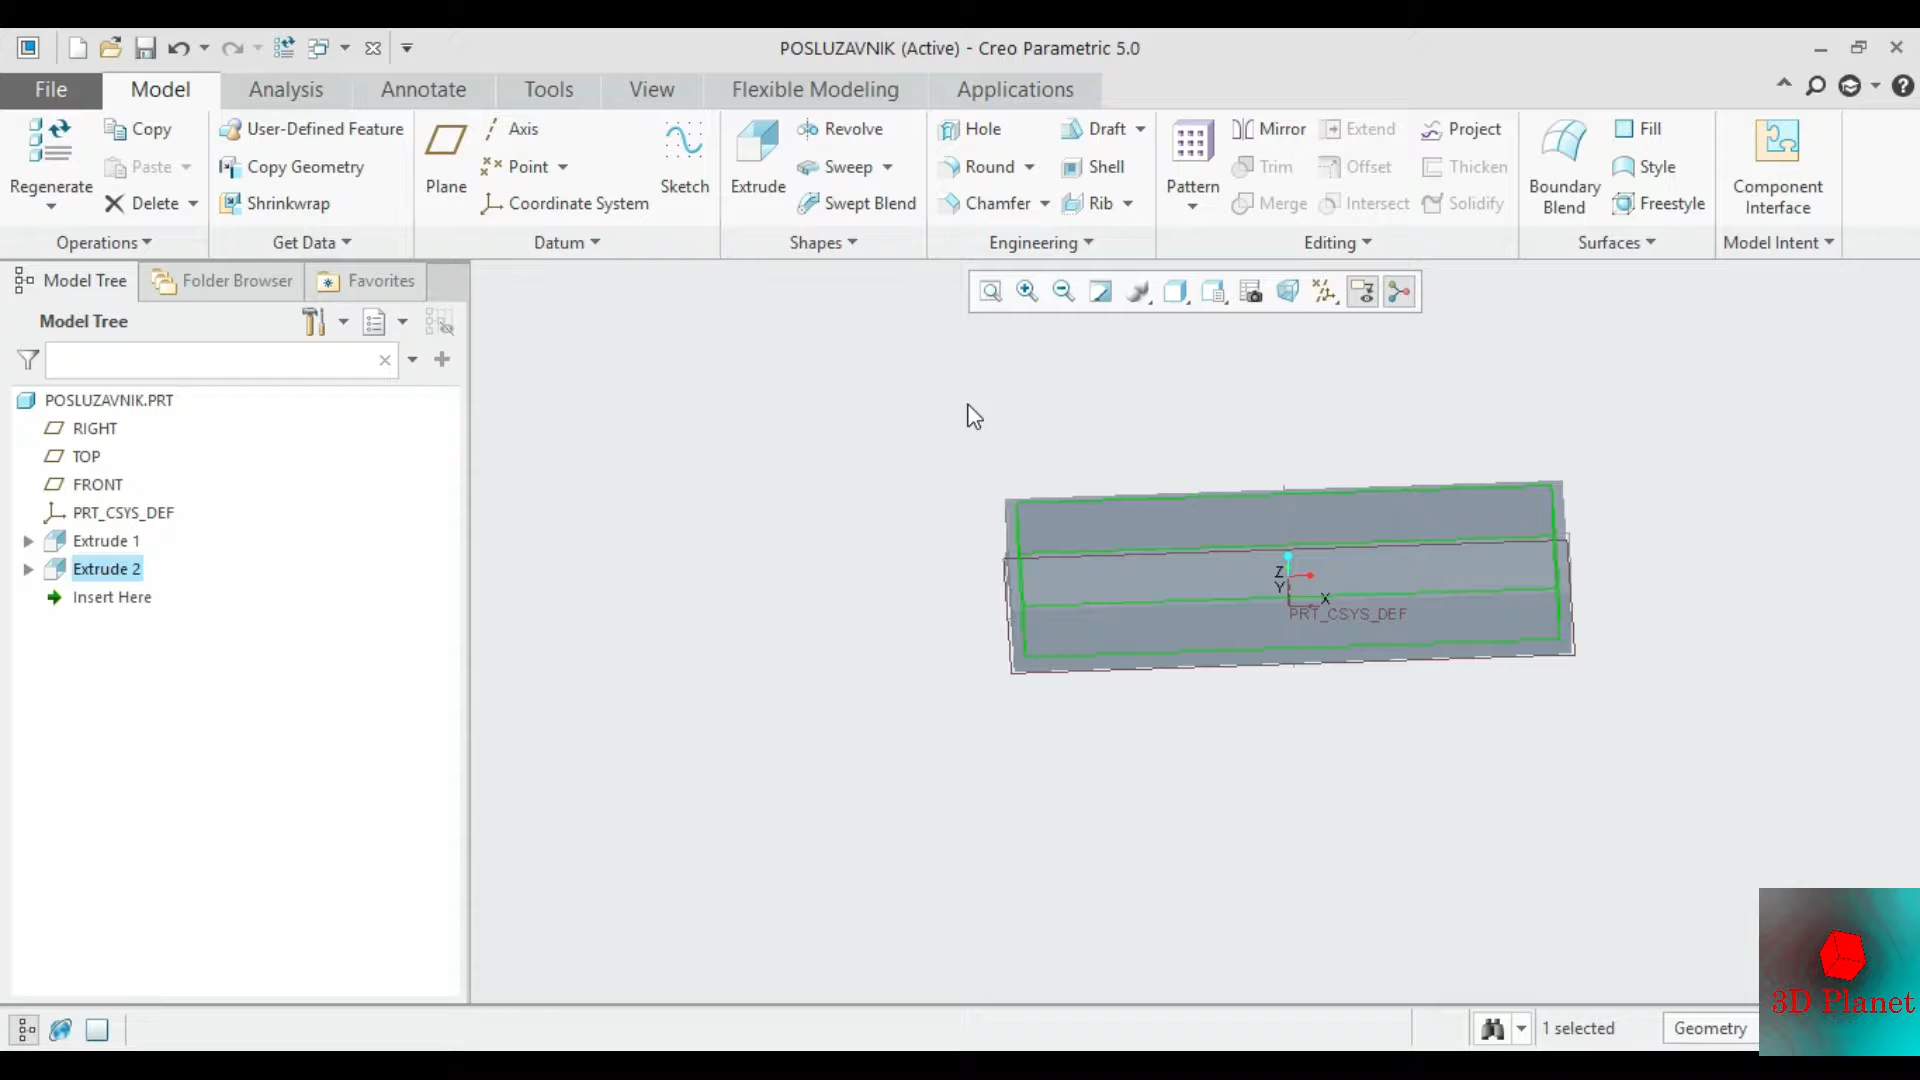 POSLUZAVNIK (Active) - Creo Parametric 5.0
File Model Analysis Annotate Tools View Flexible Modeling Applications
Regenerate
Copy
Paste
Delete
Operations
User-Defined Feature
Copy Geometry
Shrinkwrap
Get Data
Plane
Axis
Point
Coordinate System
Sketch
Datum
Extrude
Revolve
Sweep
Swept Blend
Shapes
Hole
Round
Chamfer
Draft
Shell
Rib
Engineering
Pattern
Mirror
Trim
Merge
Extend
Offset
Intersect
Project
Thicken
Solidify
Editing
Boundary
Blend
Fill
Style
Freestyle
Surfaces
Component
Interface
Model Intent
Model Tree Folder Browser Favorites
Model Tree
POSLUZAVNIK.PRT
RIGHT
TOP
FRONT
PRT_CSYS_DEF
Extrude 1
Extrude 2
Insert Here
Z
Y
X
PRT_CSYS_DEF
1 selected
Geometry
3D Planet